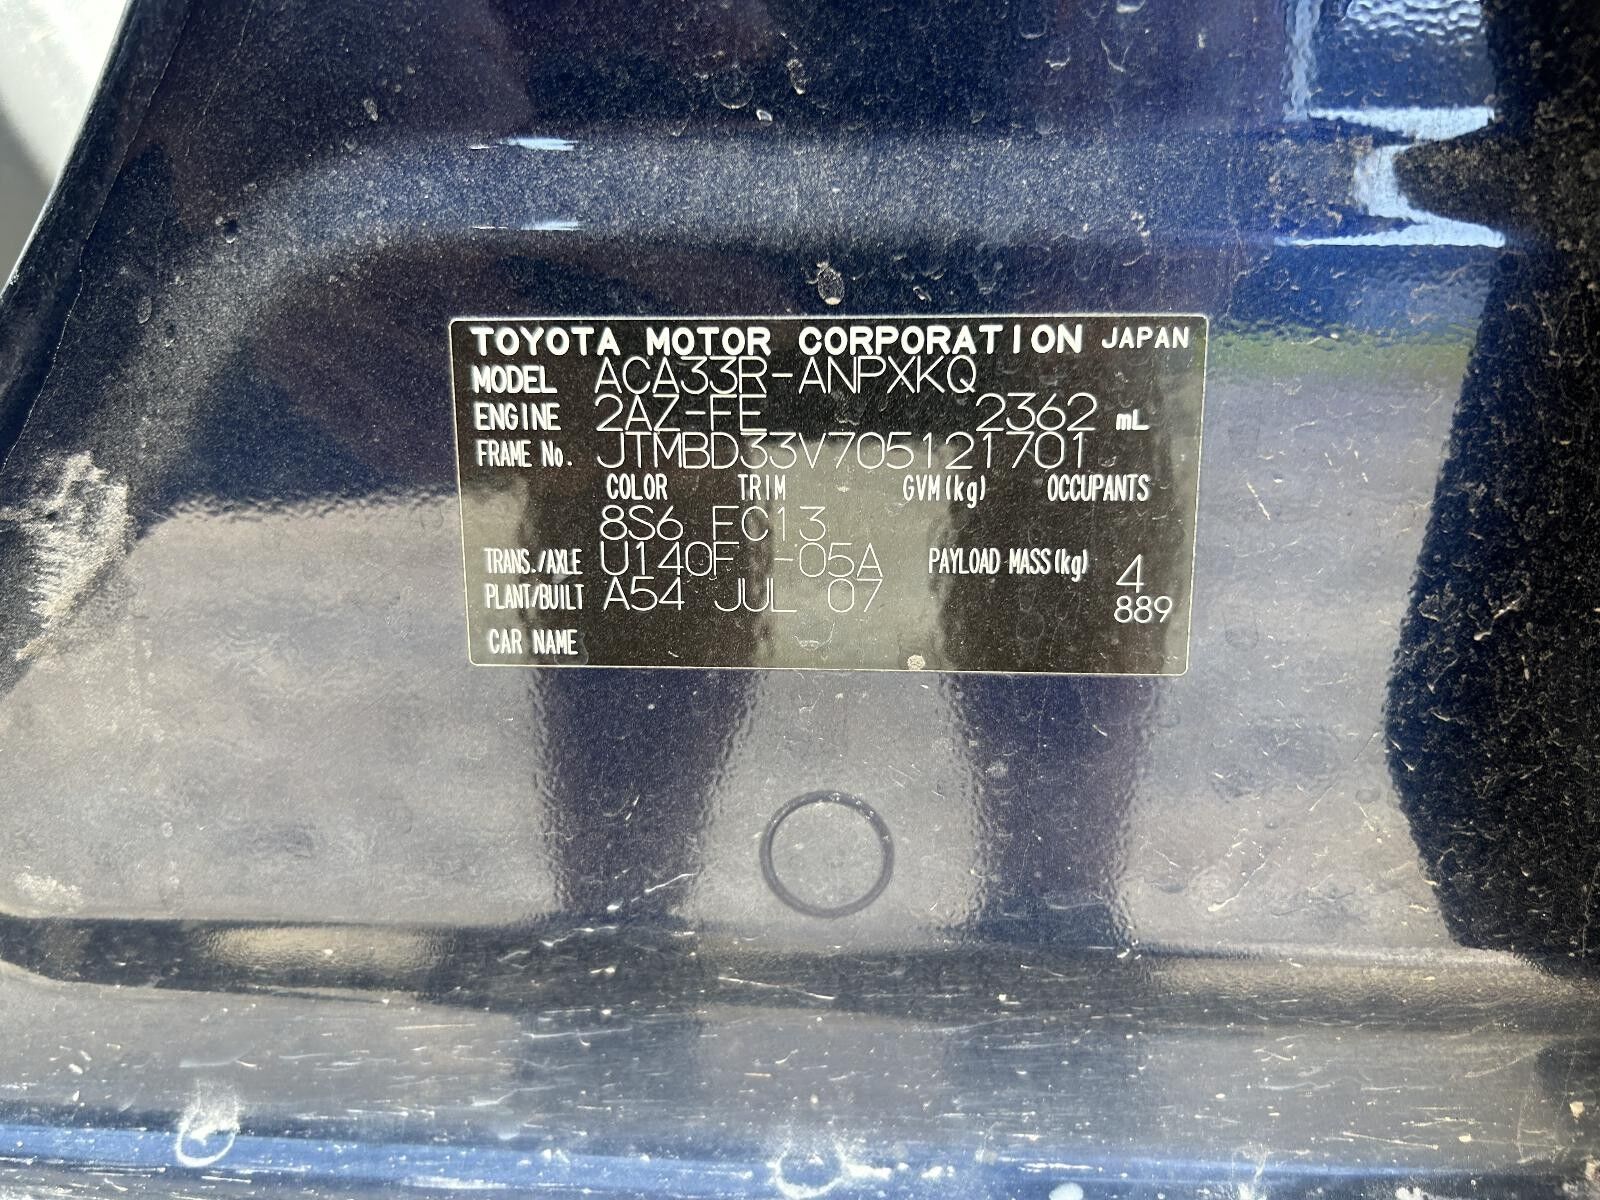 TOYOTA MOTOR CORPORATION JAPAN
MODEL ACA33R-ANPXKQ
ENGINE 2AZ-FE 2362 mL
FRAME No. JTMBD33V705121701
COLOR TRIM GVM(kg) OCCUPANTS
8S6 FC13
TRANS./AXLE U140F -05A PAYLOAD MASS(kg) 4
PLANT/BUILT A54 JUL 07 889
CAR NAME